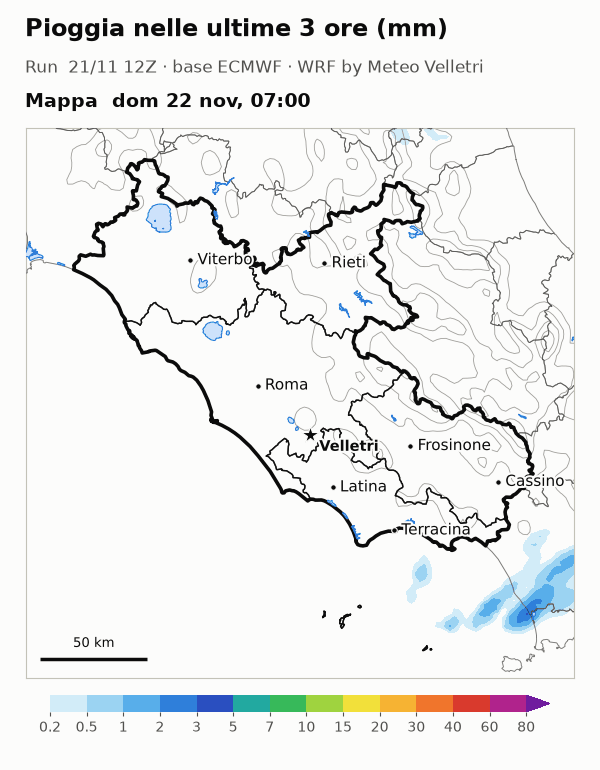 Pioggia nelle ultime 3 ore (mm)
Run 21/11 12Z · base ECMWF · WRF by Meteo Velletri
Mappa dom 22 nov, 07:00
Viterbo
Rieti
Roma
Velletri
Frosinone
Latina
Cassino
Terracina
50 km
0.2 0.5 1 2 3 5 7 10 15 20 30 40 60 80